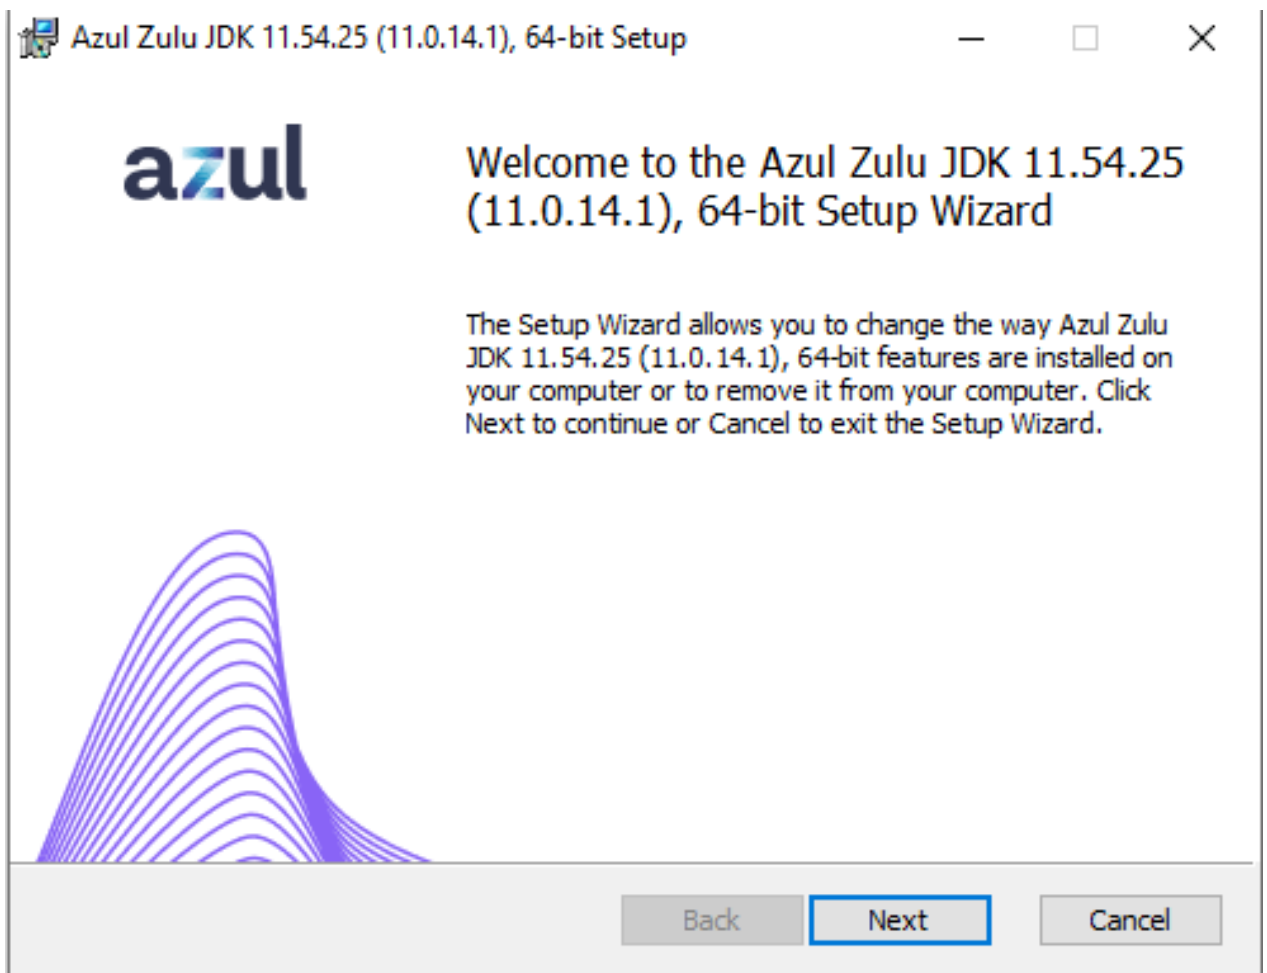 Azul Zulu JDK 11.54.25 (11.0.14.1), 64-bit Setup
azul
Welcome to the Azul Zulu JDK 11.54.25
(11.0.14.1), 64-bit Setup Wizard
The Setup Wizard allows you to change the way Azul Zulu
JDK 11.54.25 (11.0.14.1), 64-bit features are installed on
your computer or to remove it from your computer. Click
Next to continue or Cancel to exit the Setup Wizard.
Back
Next
Cancel